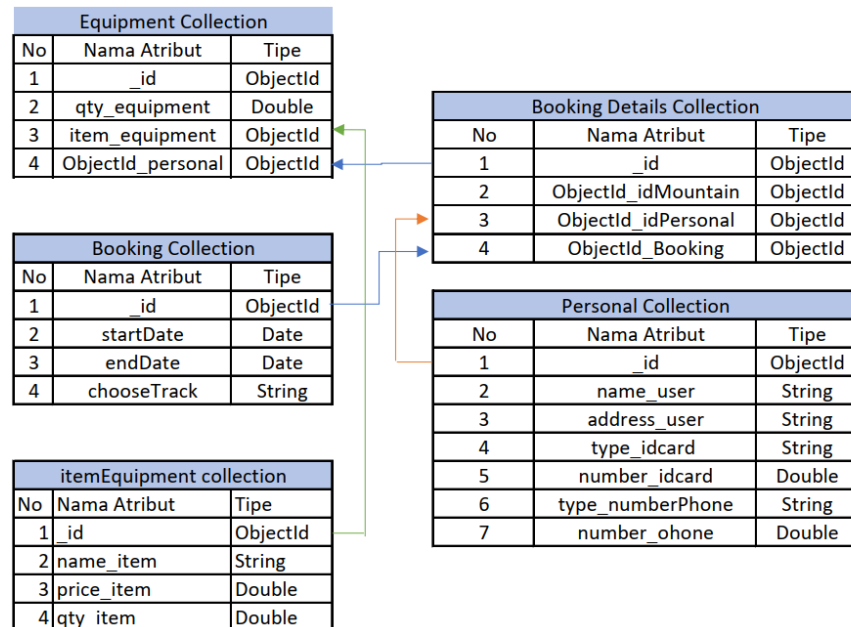 Equipment Collection
No Nama Atribut Tipe
1 _id ObjectId
2 qty_equipment Double
3 item_equipment ObjectId
4 ObjectId_personal ObjectId
Booking Collection
No Nama Atribut Tipe
1 _id ObjectId
2 startDate Date
3 endDate Date
4 chooseTrack String
itemEquipment collection
No Nama Atribut Tipe
1 _id ObjectId
2 name_item String
3 price_item Double
4 qty_item Double
Booking Details Collection
No Nama Atribut Tipe
1 _id ObjectId
2 ObjectId_idMountain ObjectId
3 ObjectId_idPersonal ObjectId
4 ObjectId_Booking ObjectId
Personal Collection
No Nama Atribut Tipe
1 _id ObjectId
2 name_user String
3 address_user String
4 type_idcard String
5 number_idcard Double
6 type_numberPhone String
7 number_ohone Double